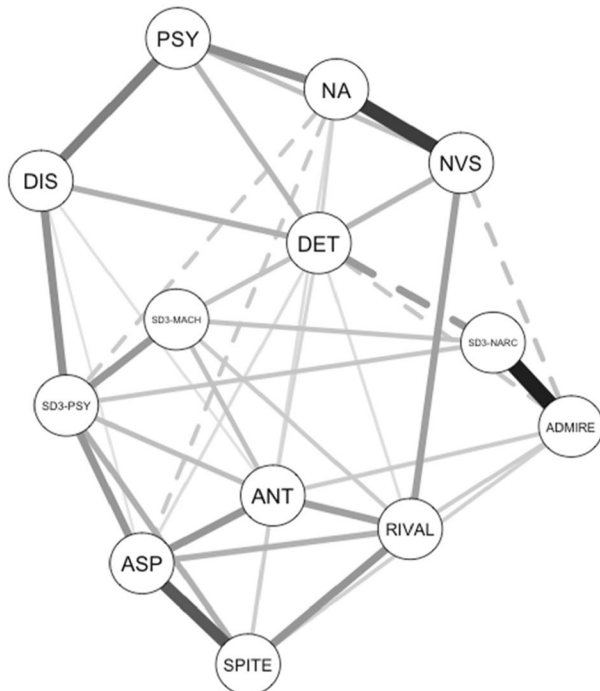 PSY
NA
NVS
DIS
DET
SD3-MACH
SD3-NARC
SD3-PSY
ADMIRE
ANT
RIVAL
ASP
SPITE